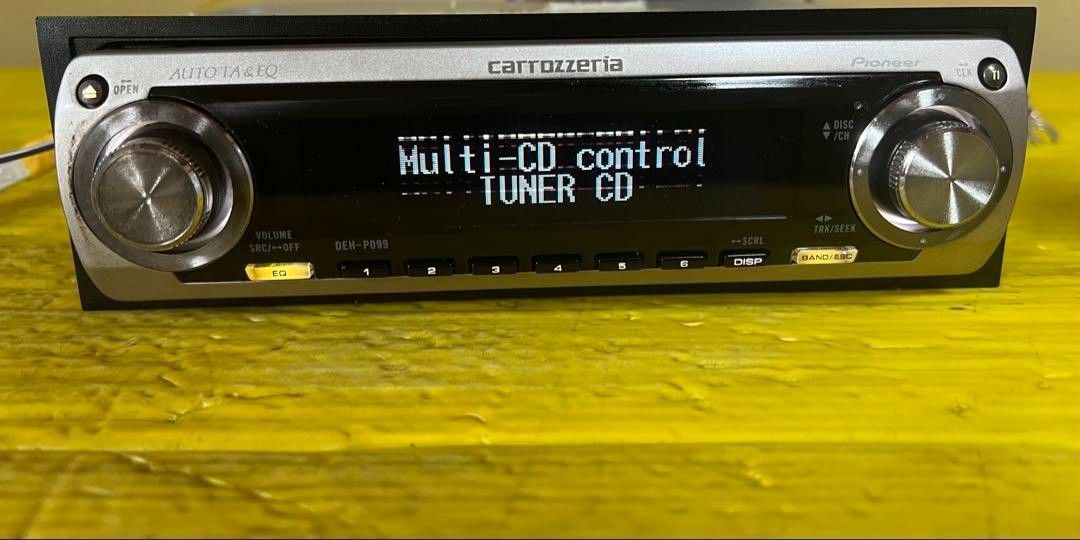 carrozzeria
AUTO TA & EQ
Pioneer
OPEN
CLK
DISC
/CH
Multi-CD control
TUNER CD
VOLUME
SRC/OFF
DEH-P099
TRK/SEEK
SCRL
EQ
1
2
3
4
5
6
DISP
BAND/ESC